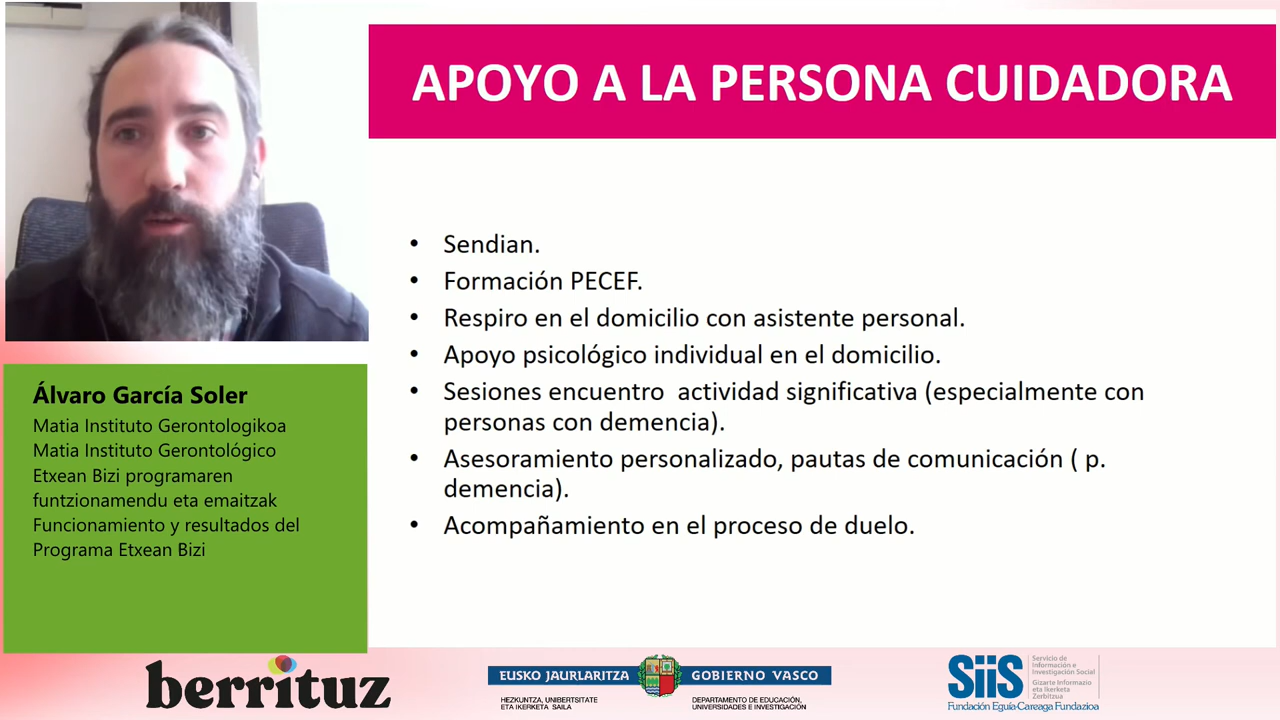 APOYO A LA PERSONA CUIDADORA
• Sendian.
• Formación PECEF.
• Respiro en el domicilio con asistente personal.
• Apoyo psicológico individual en el domicilio.
• Sesiones encuentro  actividad significativa (especialmente con
personas con demencia).
• Asesoramiento personalizado, pautas de comunicación ( p.
demencia).
• Acompañamiento en el proceso de duelo.
Álvaro García Soler
Matia Instituto Gerontologikoa
Matia Instituto Gerontológico
Etxean Bizi programaren
funtzionamendu eta emaitzak
Funcionamiento y resultados del
Programa Etxean Bizi
berrituz
EUSKO JAURLARITZA
GOBIERNO VASCO
HEZKUNTZA, UNIBERTSITATE
ETA IKERKETA SAILA
DEPARTAMENTO DE EDUCACIÓN,
UNIVERSIDADES E INVESTIGACIÓN
SiiS
Servicio de
Información e
Investigación Social
Gizarte Informazio
eta Ikerketa
Zerbitzua
Fundación Eguía-Careaga Fundazioa